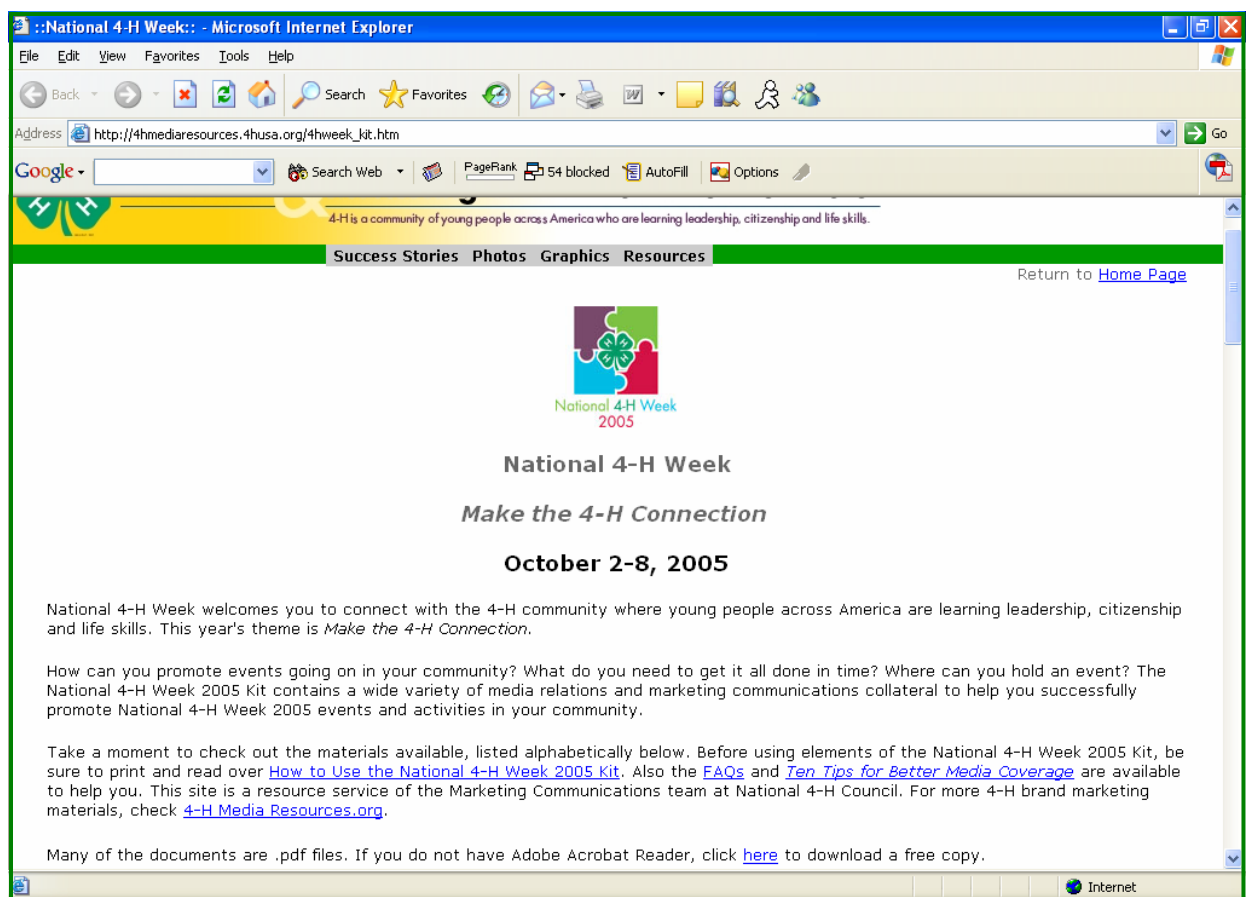 ::National 4-H Week:: - Microsoft Internet Explorer
File Edit View Favorites Tools Help
Back Search Favorites
Address http://4hmediaresources.4husa.org/4hweek_kit.htm Go
Google Search Web PageRank 54 blocked AutoFill Options
H H
4-H is a community of young people across America who are learning leadership, citizenship and life skills.
Success Stories Photos Graphics Resources
Return to Home Page
H H
H H
National 4-H Week
2005
National 4-H Week
Make the 4-H Connection
October 2-8, 2005
National 4-H Week welcomes you to connect with the 4-H community where young people across America are learning leadership, citizenship
and life skills. This year's theme is Make the 4-H Connection.
How can you promote events going on in your community? What do you need to get it all done in time? Where can you hold an event? The
National 4-H Week 2005 Kit contains a wide variety of media relations and marketing communications collateral to help you successfully
promote National 4-H Week 2005 events and activities in your community.
Take a moment to check out the materials available, listed alphabetically below. Before using elements of the National 4-H Week 2005 Kit, be
sure to print and read over How to Use the National 4-H Week 2005 Kit. Also the FAQs and Ten Tips for Better Media Coverage are available
to help you. This site is a resource service of the Marketing Communications team at National 4-H Council. For more 4-H brand marketing
materials, check 4-H Media Resources.org.
Many of the documents are .pdf files. If you do not have Adobe Acrobat Reader, click here to download a free copy.
Internet